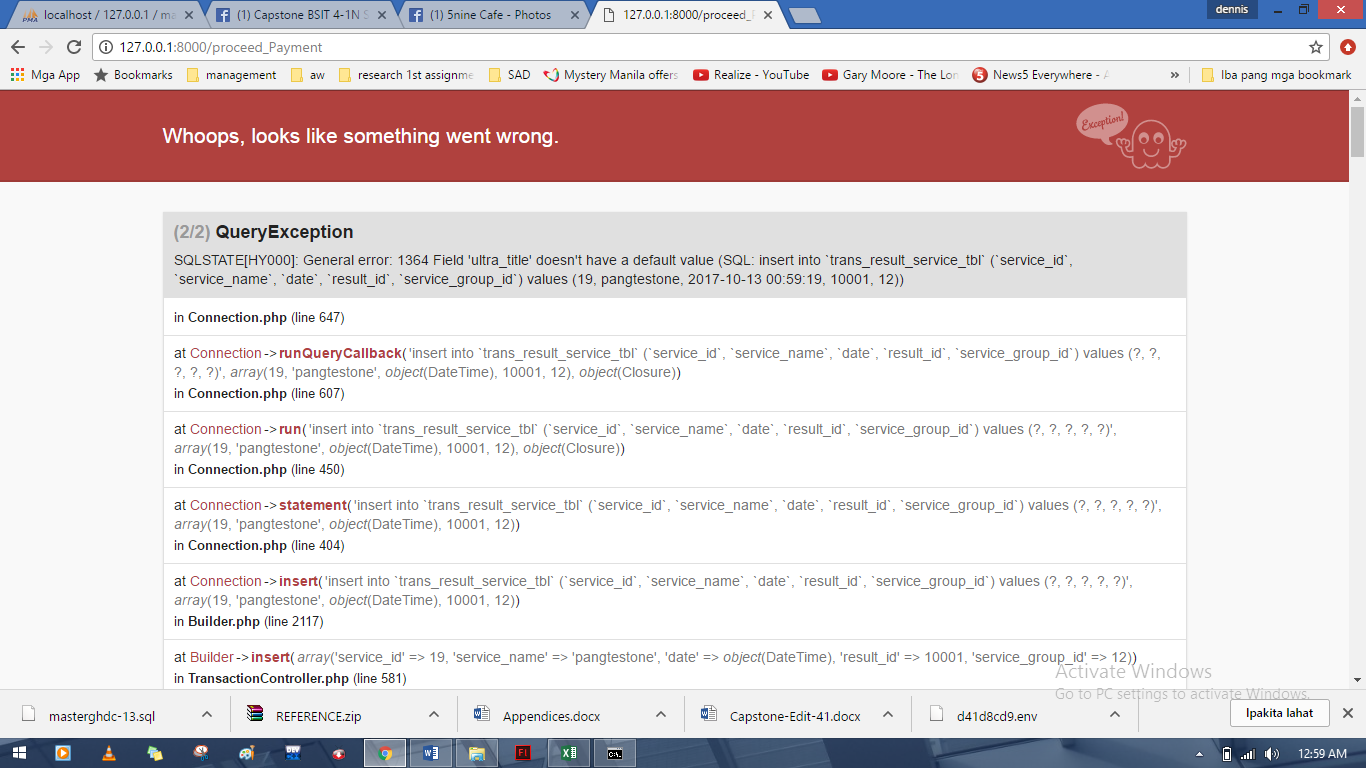 localhost / 127.0.0.1 / ma
(1) Capstone BSIT 4-1N S
(1) 5nine Cafe - Photos
127.0.0.1:8000/proceed_P
dennis
127.0.0.1:8000/proceed_Payment
Mga App
Bookmarks
management
aw
research 1st assignme
SAD
Mystery Manila offers
Realize - YouTube
Gary Moore - The Lon
News5 Everywhere - A
»
Iba pang mga bookmark
Whoops, looks like something went wrong.
Exception!
(2/2) QueryException
SQLSTATE[HY000]: General error: 1364 Field 'ultra_title' doesn't have a default value (SQL: insert into `trans_result_service_tbl` (`service_id`,
`service_name`, `date`, `result_id`, `service_group_id`) values (19, pangtestone, 2017-10-13 00:59:19, 10001, 12))
in Connection.php (line 647)
at Connection->runQueryCallback('insert into `trans_result_service_tbl` (`service_id`, `service_name`, `date`, `result_id`, `service_group_id`) values (?, ?,
?, ?, ?)', array(19, 'pangtestone', object(DateTime), 10001, 12), object(Closure))
in Connection.php (line 607)
at Connection->run('insert into `trans_result_service_tbl` (`service_id`, `service_name`, `date`, `result_id`, `service_group_id`) values (?, ?, ?, ?, ?)',
array(19, 'pangtestone', object(DateTime), 10001, 12), object(Closure))
in Connection.php (line 450)
at Connection->statement('insert into `trans_result_service_tbl` (`service_id`, `service_name`, `date`, `result_id`, `service_group_id`) values (?, ?, ?, ?, ?)',
array(19, 'pangtestone', object(DateTime), 10001, 12))
in Connection.php (line 404)
at Connection->insert('insert into `trans_result_service_tbl` (`service_id`, `service_name`, `date`, `result_id`, `service_group_id`) values (?, ?, ?, ?, ?)',
array(19, 'pangtestone', object(DateTime), 10001, 12))
in Builder.php (line 2117)
at Builder->insert(array('service_id' => 19, 'service_name' => 'pangtestone', 'date' => object(DateTime), 'result_id' => 10001, 'service_group_id' => 12))
in TransactionController.php (line 581)
Activate Windows
Go to PC settings to activate Windows.
masterghdc-13.sql
REFERENCE.zip
Appendices.docx
Capstone-Edit-41.docx
d41d8cd9.env
Ipakita lahat
12:59 AM